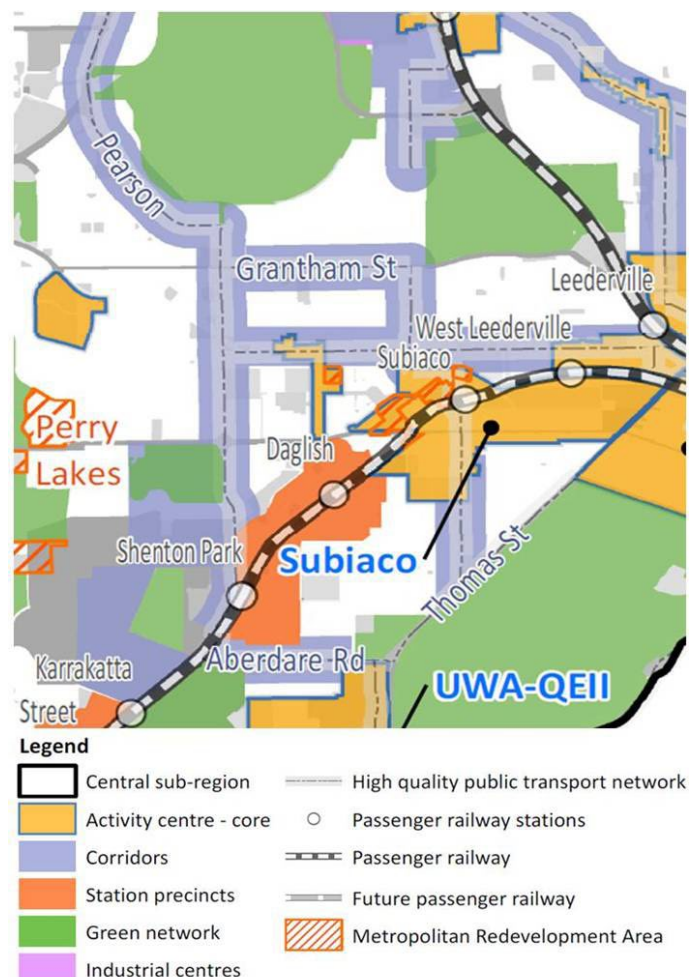 Pearson
Grantham St
Leederville
West Leederville
Subiaco
Perry
Lakes
Daglish
Shenton Park
Subiaco
Thomas St
Karrakatta
Aberdare Rd
Street
UWA-QEII
Legend
Central sub-region
Activity centre - core
Corridors
Station precincts
Green network
Industrial centres
High quality public transport network
Passenger railway stations
Passenger railway
Future passenger railway
Metropolitan Redevelopment Area